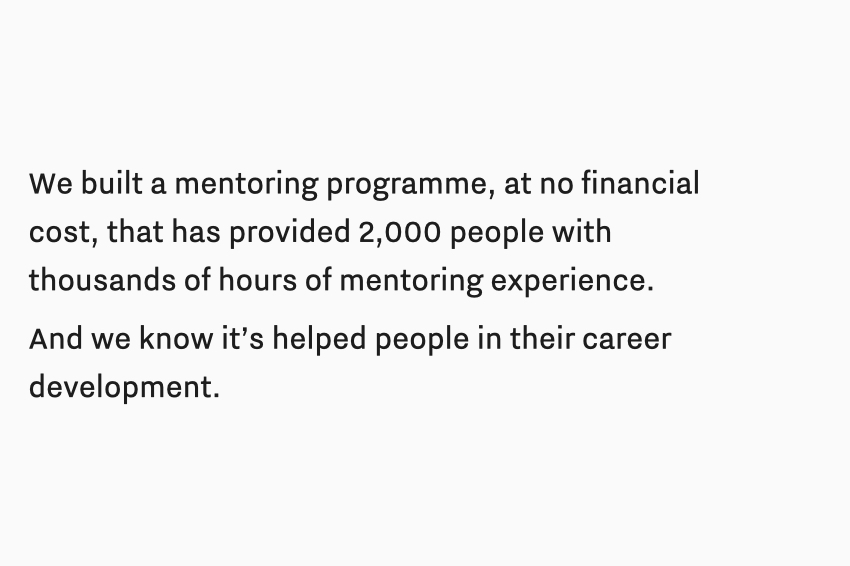 We built a mentoring programme, at no financial
cost, that has provided 2,000 people with
thousands of hours of mentoring experience.
And we know it’s helped people in their career
development.